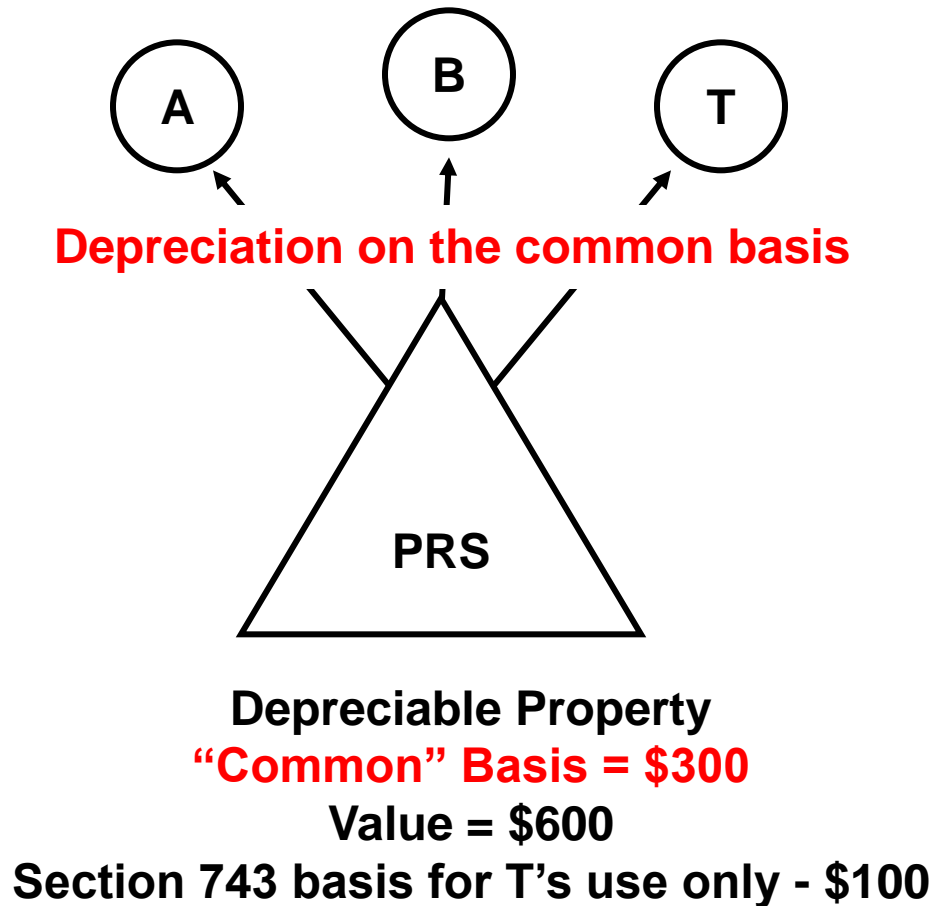 A
B
T
Depreciation on the common basis
PRS
Depreciable Property
“Common” Basis = $300
Value = $600
Section 743 basis for T’s use only - $100